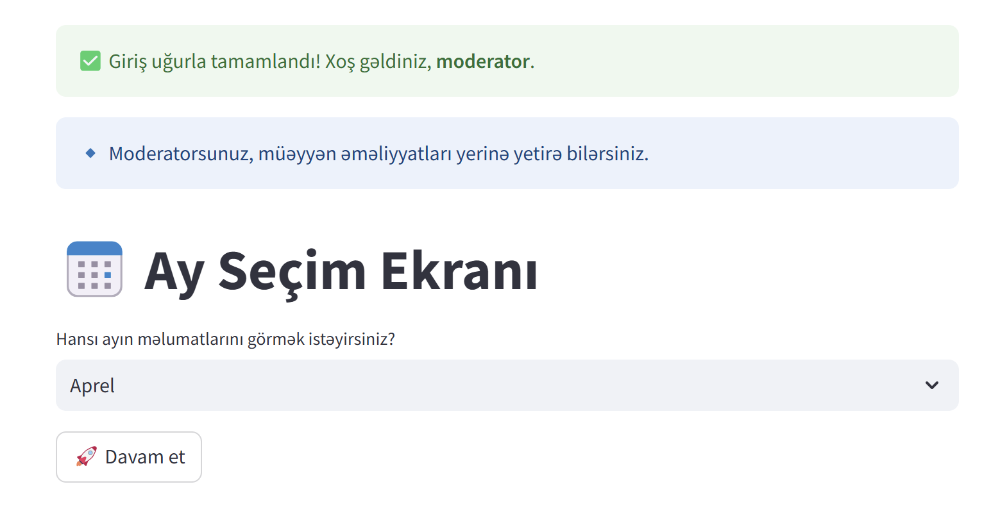 ✅ Giriş uğurla tamamlandı! Xoş gəldiniz, moderator.
🔹 Moderatorsunuz, müəyyən əməliyyatları yerinə yetirə bilərsiniz.
Ay Seçim Ekranı
Hansı ayın məlumatlarını görmək istəyirsiniz?
Aprel
🚀 Davam et